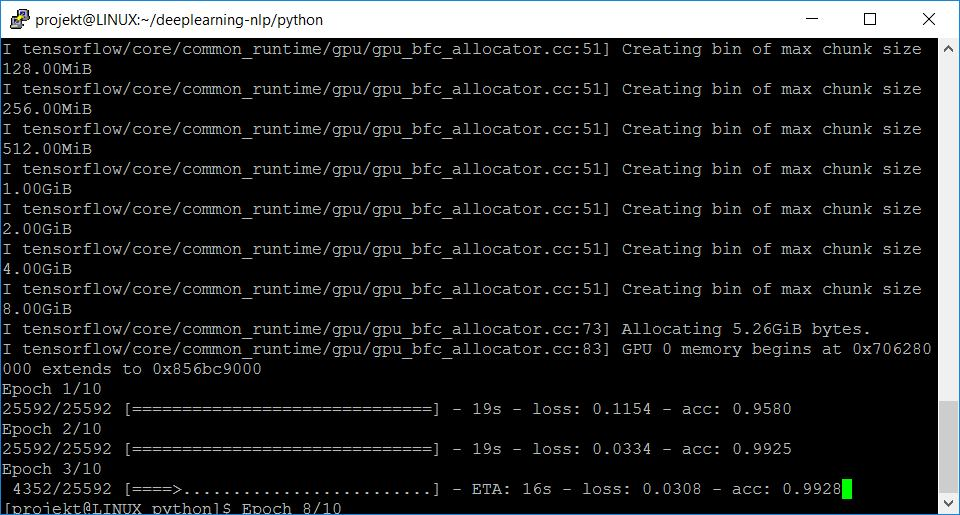 projekt@LINUX:~/deeplearning-nlp/python
I tensorflow/core/common_runtime/gpu/gpu_bfc_allocator.cc:51] Creating bin of max chunk size
128.00MiB
I tensorflow/core/common_runtime/gpu/gpu_bfc_allocator.cc:51] Creating bin of max chunk size
256.00MiB
I tensorflow/core/common_runtime/gpu/gpu_bfc_allocator.cc:51] Creating bin of max chunk size
512.00MiB
I tensorflow/core/common_runtime/gpu/gpu_bfc_allocator.cc:51] Creating bin of max chunk size
1.00GiB
I tensorflow/core/common_runtime/gpu/gpu_bfc_allocator.cc:51] Creating bin of max chunk size
2.00GiB
I tensorflow/core/common_runtime/gpu/gpu_bfc_allocator.cc:51] Creating bin of max chunk size
4.00GiB
I tensorflow/core/common_runtime/gpu/gpu_bfc_allocator.cc:51] Creating bin of max chunk size
8.00GiB
I tensorflow/core/common_runtime/gpu/gpu_bfc_allocator.cc:73] Allocating 5.26GiB bytes.
I tensorflow/core/common_runtime/gpu/gpu_bfc_allocator.cc:83] GPU 0 memory begins at 0x706280
000 extends to 0x856bc9000
Epoch 1/10
25592/25592 [==============================] - 19s - loss: 0.1154 - acc: 0.9580
Epoch 2/10
25592/25592 [==============================] - 19s - loss: 0.0334 - acc: 0.9925
Epoch 3/10
 4352/25592 [====>.........................] - ETA: 16s - loss: 0.0308 - acc: 0.9928
[projekt@LINUX python]$ Epoch 8/10